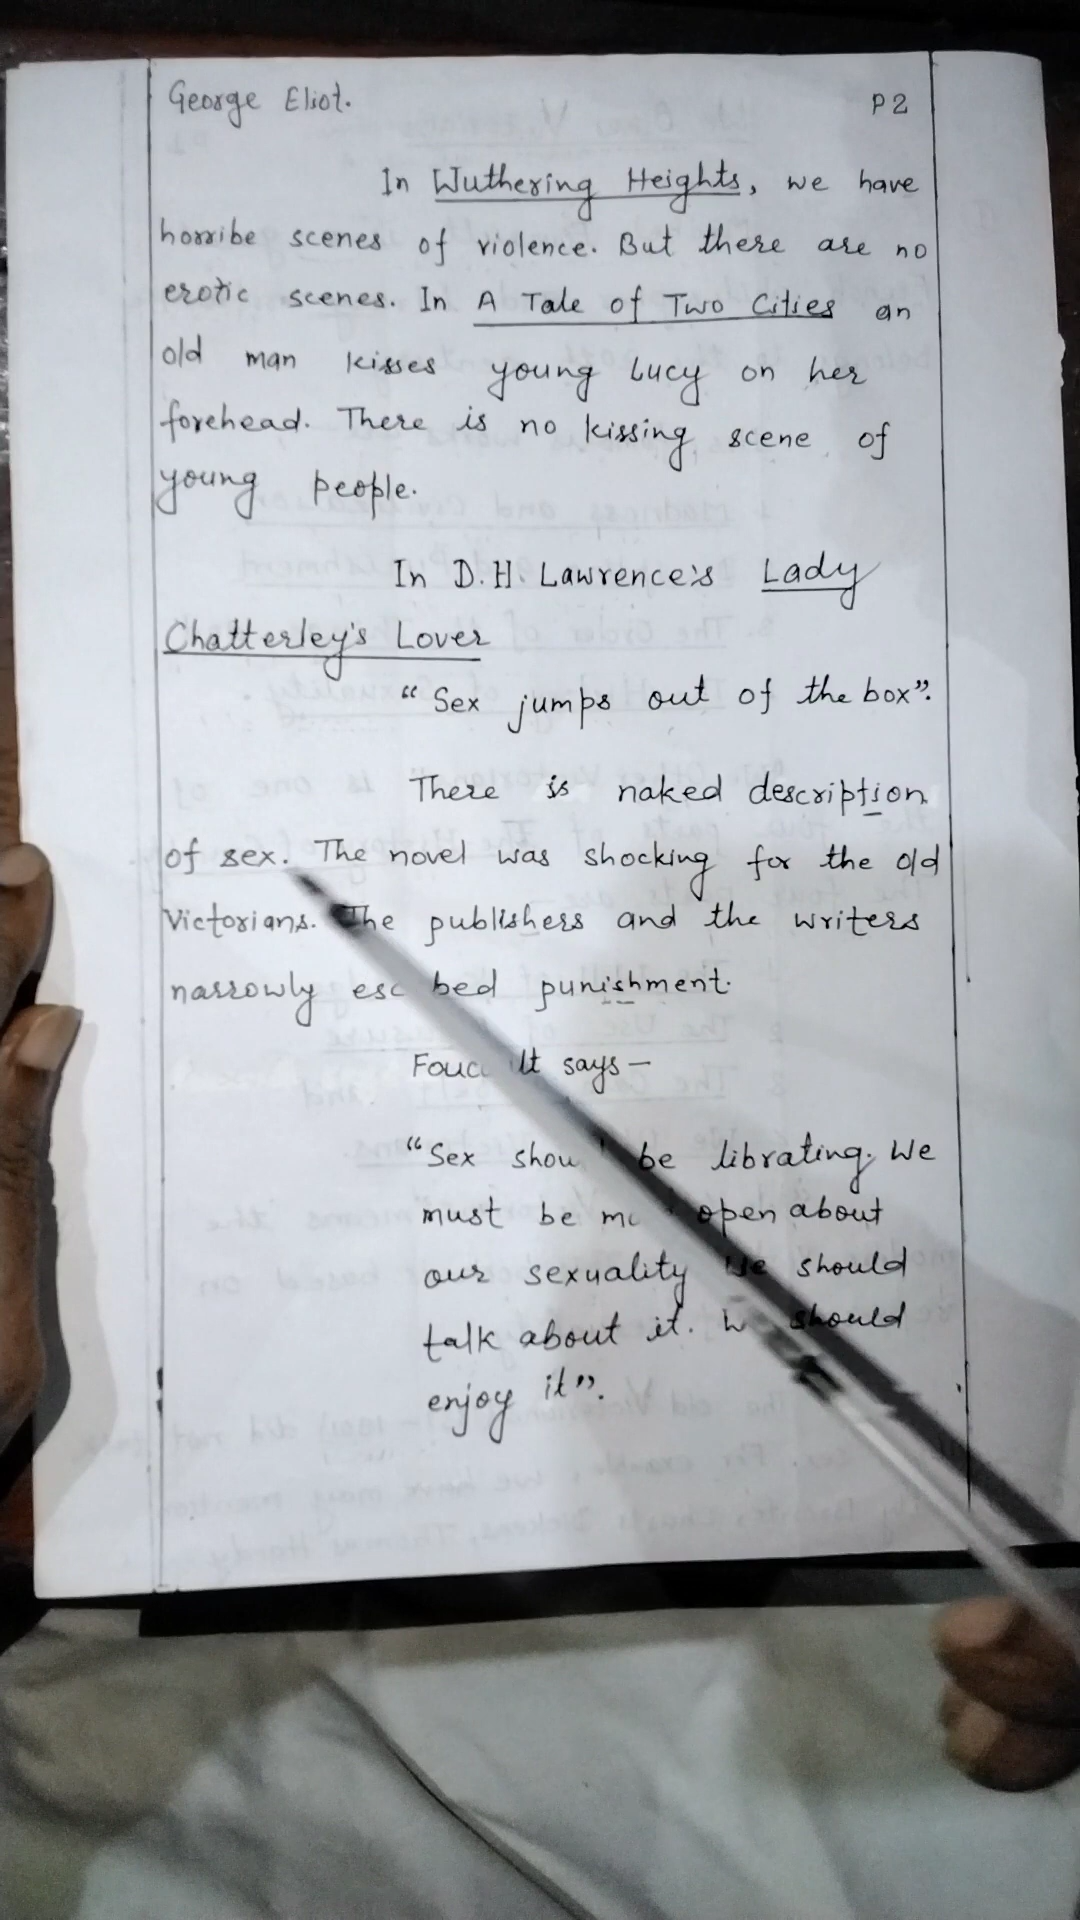 George Eliot.
P2
In Wuthering Heights, we have
horribe scenes of violence. But there are no
erotic scenes. In A Tale of Two Cities an
old man kisses young Lucy on her
forehead. There is no kissing scene of
young people.
In D.H. Lawrence's Lady
Chatterley's Lover
"Sex jumps out of the box".
There is naked description
of sex. The novel was shocking for the old
Victorians. The publishers and the writers
narrowly punishment.
says —
"Sex be librating. We
must be open about
our sexuality We should
talk about it. should
enjoy it".